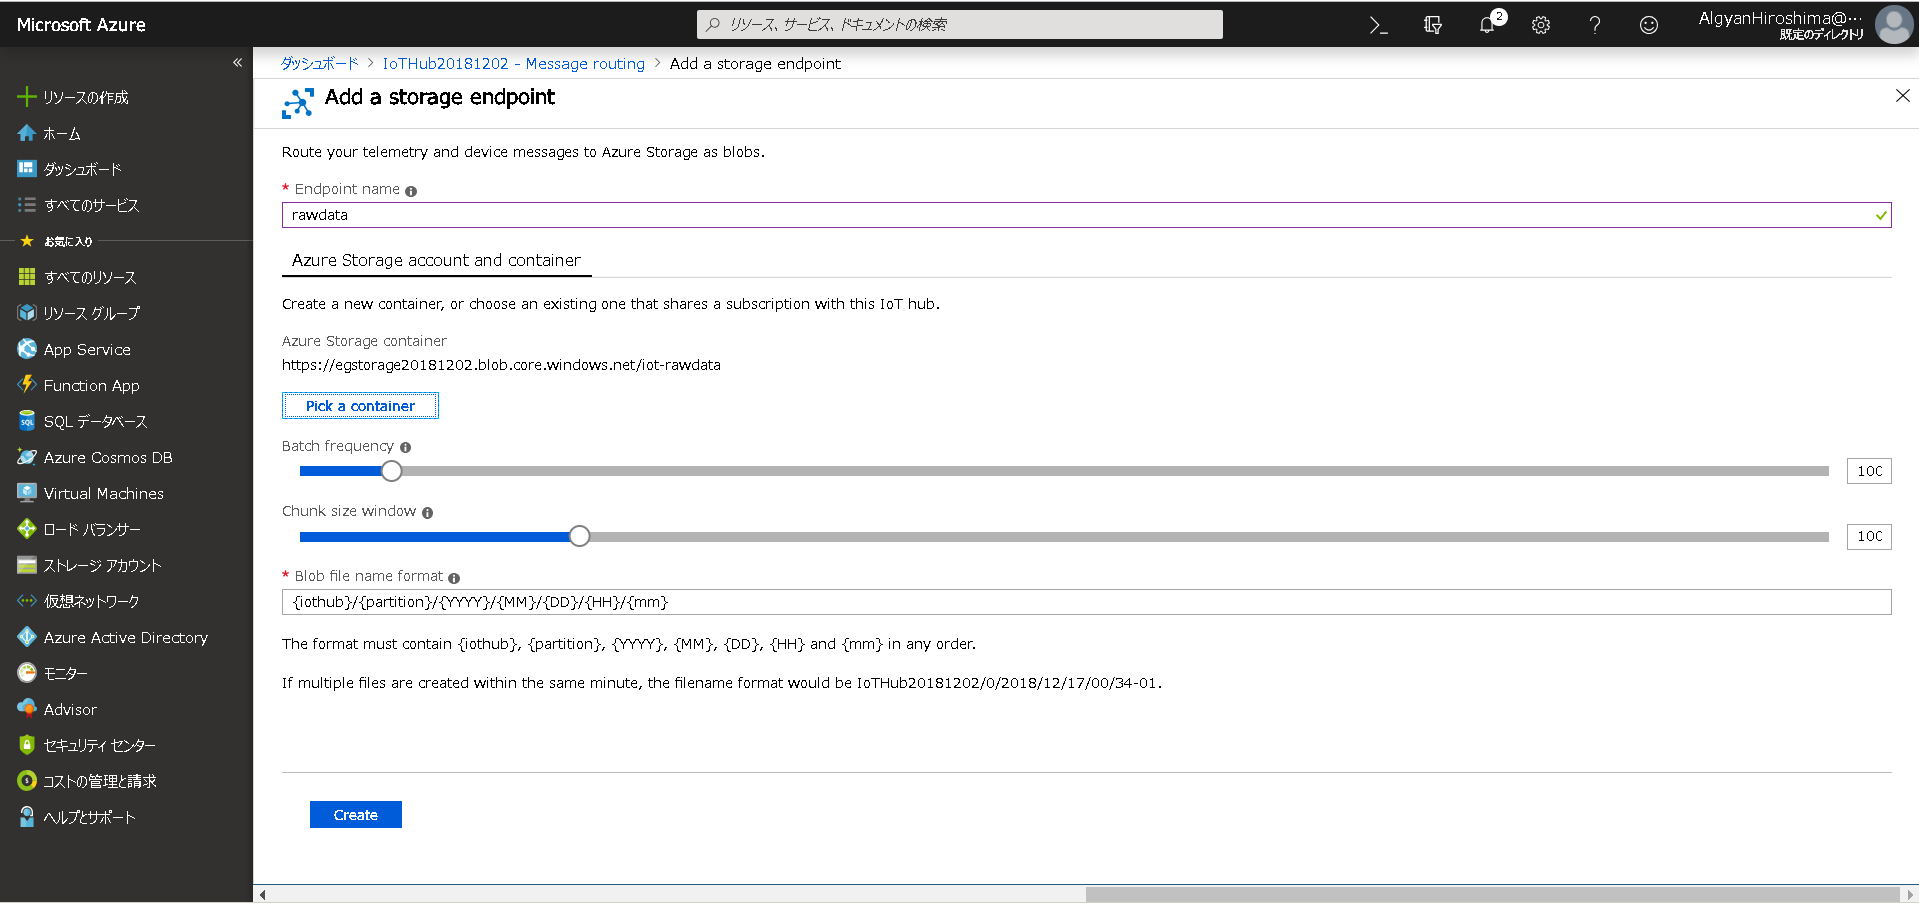 Microsoft Azure
リソース、サービス、ドキュメントの検索
2
AlgyanHiroshima@···
既定のディレクトリ
«
リソースの作成
ホーム
ダッシュボード
すべてのサービス
お気に入り
すべてのリソース
リソース グループ
App Service
Function App
SQL データベース
Azure Cosmos DB
Virtual Machines
ロード バランサー
ストレージ アカウント
仮想ネットワーク
Azure Active Directory
モニター
Advisor
セキュリティ センター
コストの管理と請求
ヘルプとサポート
ダッシュボード > IoTHub20181202 - Message routing > Add a storage endpoint
Add a storage endpoint
Route your telemetry and device messages to Azure Storage as blobs.
* Endpoint name
rawdata
Azure Storage account and container
Create a new container, or choose an existing one that shares a subscription with this IoT hub.
Azure Storage container
https://egstorage20181202.blob.core.windows.net/iot-rawdata
Pick a container
Batch frequency
100
Chunk size window
100
* Blob file name format
{iothub}/{partition}/{YYYY}/{MM}/{DD}/{HH}/{mm}
The format must contain {iothub}, {partition}, {YYYY}, {MM}, {DD}, {HH} and {mm} in any order.
If multiple files are created within the same minute, the filename format would be IoTHub20181202/0/2018/12/17/00/34-01.
Create